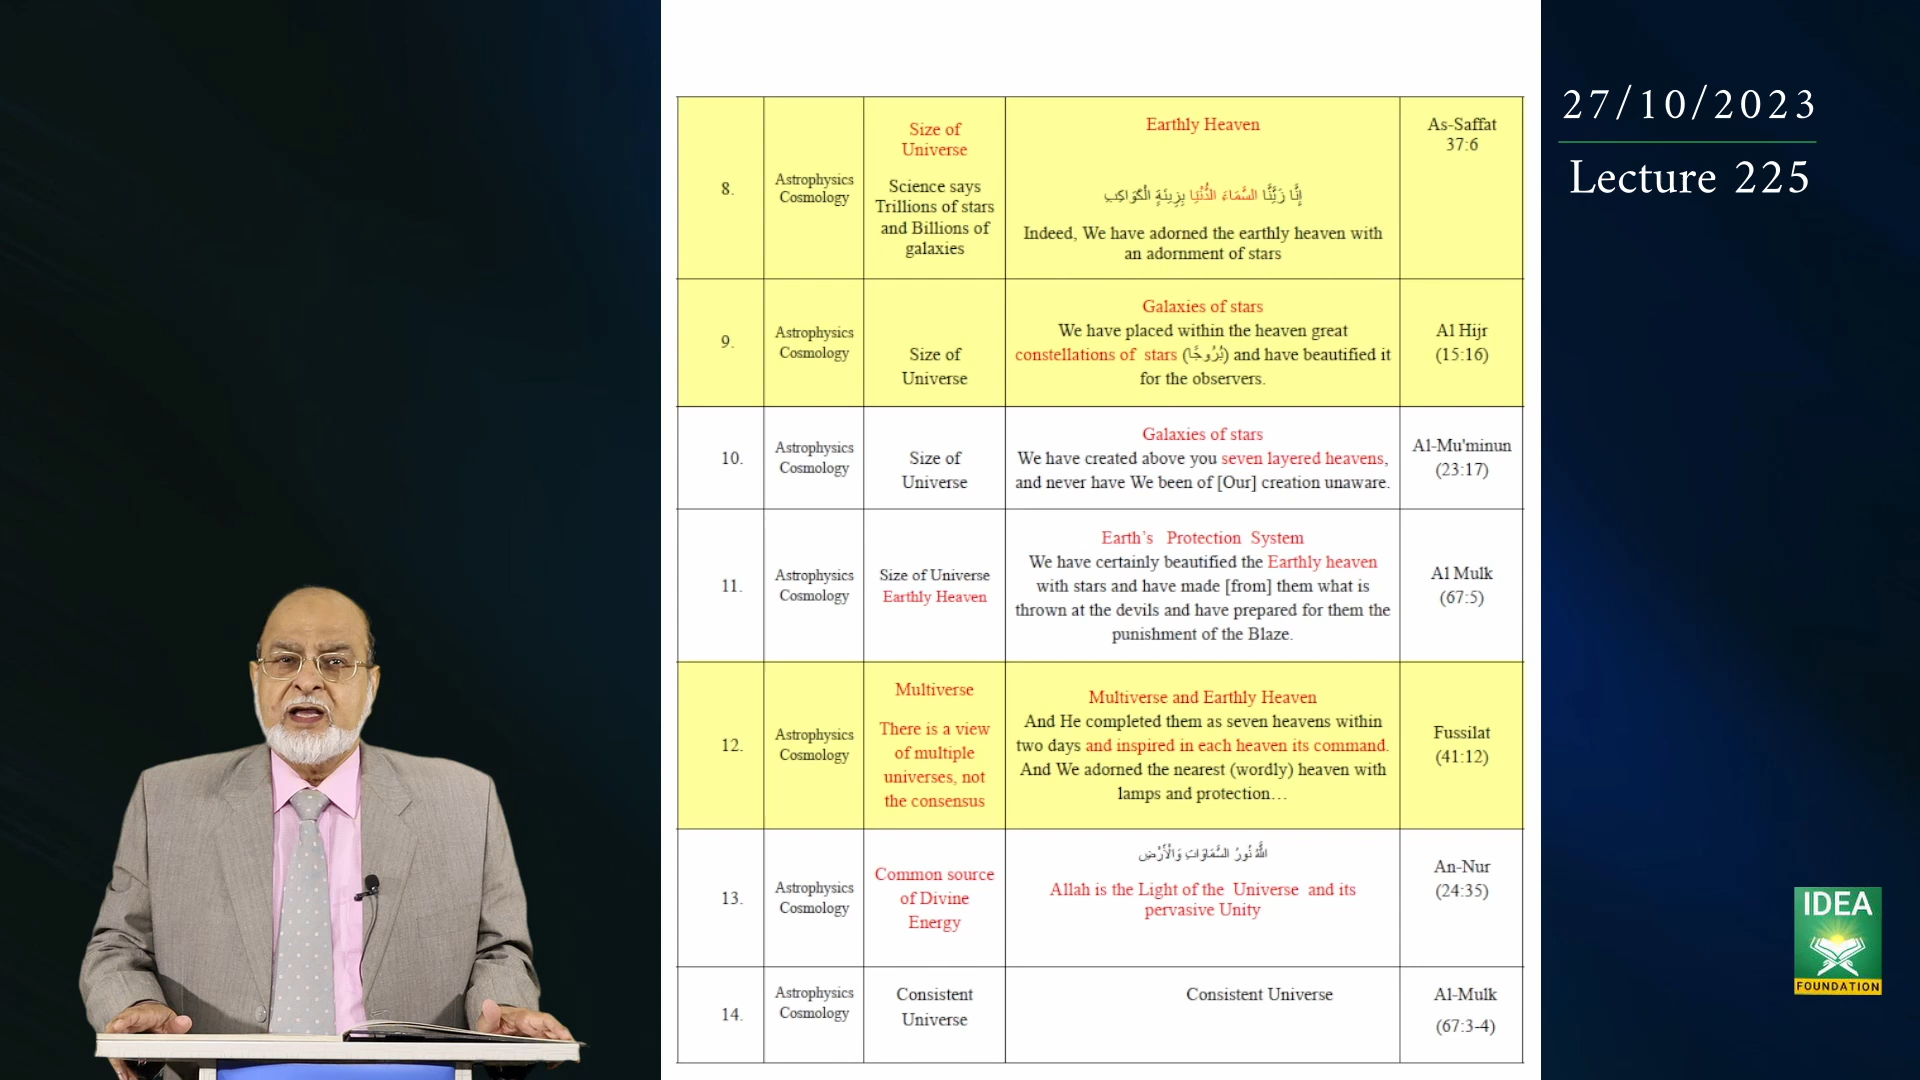 27/10/2023
Lecture 225
8.
Astrophysics
Cosmology
Size of
Universe
Science says
Trillions of stars
and Billions of
galaxies
Earthly Heaven
إِنَّا زَيَّنَّا السَّمَاءَ الدُّنْيَا بِزِينَةٍ الْكَوَاكِبِ
Indeed, We have adorned the earthly heaven with
an adornment of stars
As-Saffat
37:6
9.
Astrophysics
Cosmology
Size of
Universe
Galaxies of stars
We have placed within the heaven great
constellations of stars (بُرُوجًا) and have beautified it
for the observers.
Al Hijr
(15:16)
10.
Astrophysics
Cosmology
Size of
Universe
Galaxies of stars
We have created above you seven layered heavens,
and never have We been of [Our] creation unaware.
Al-Mu'minun
(23:17)
11.
Astrophysics
Cosmology
Size of Universe
Earthly Heaven
Earth’s Protection System
We have certainly beautified the Earthly heaven
with stars and have made [from] them what is
thrown at the devils and have prepared for them the
punishment of the Blaze.
Al Mulk
(67:5)
12.
Astrophysics
Cosmology
Multiverse
There is a view
of multiple
universes, not
the consensus
Multiverse and Earthly Heaven
And He completed them as seven heavens within
two days and inspired in each heaven its command.
And We adorned the nearest (wordly) heaven with
lamps and protection…
Fussilat
(41:12)
13.
Astrophysics
Cosmology
Common source
of Divine
Energy
اللَّهُ نُورُ السَّمَاوَاتِ وَالْأَرْضِ
Allah is the Light of the Universe and its
pervasive Unity
An-Nur
(24:35)
14.
Astrophysics
Cosmology
Consistent
Universe
Consistent Universe
Al-Mulk
(67:3-4)
IDEA
FOUNDATION